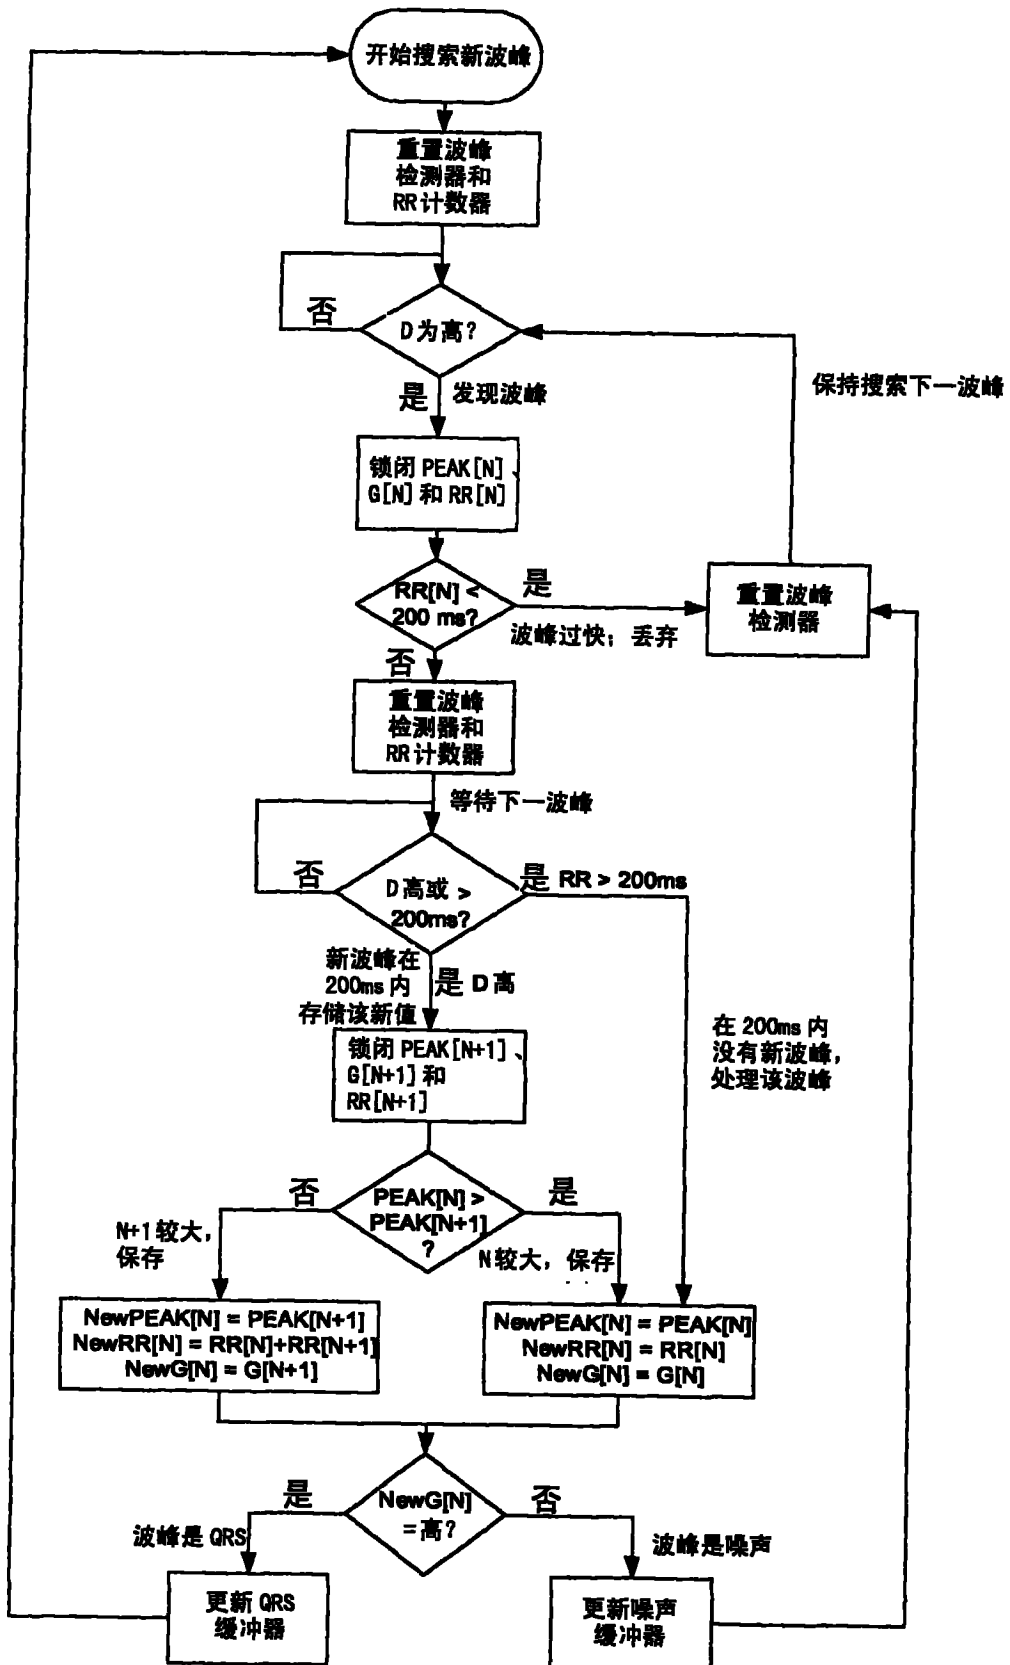 开始搜索新波峰
重置波峰
检测器和
RR计数器
否
D为高?
是
发现波峰
保持搜索下一波峰
锁闭 PEAK[N]、
G[N] 和 RR[N]
RR[N] <
200 ms?
是
波峰过快; 丢弃
重置波峰
检测器
否
重置波峰
检测器和
RR计数器
等待下一波峰
否
D高或 >
200ms?
是 RR > 200ms
新波峰在
200ms 内
存储该新值
是 D高
在 200ms 内
没有新波峰,
处理该波峰
锁闭 PEAK[N+1]、
G[N+1] 和
RR[N+1]
否
PEAK[N] >
PEAK[N+1]
?
是
N+1较大,
保存
N较大, 保存
NewPEAK[N] = PEAK[N+1]
NewRR[N] = RR[N]+RR[N+1]
NewG[N] = G[N+1]
NewPEAK[N] = PEAK[N]
NewRR[N] = RR[N]
NewG[N] = G[N]
是
NewG[N]
=高?
否
波峰是 QRS
波峰是噪声
更新 QRS
缓冲器
更新噪声
缓冲器